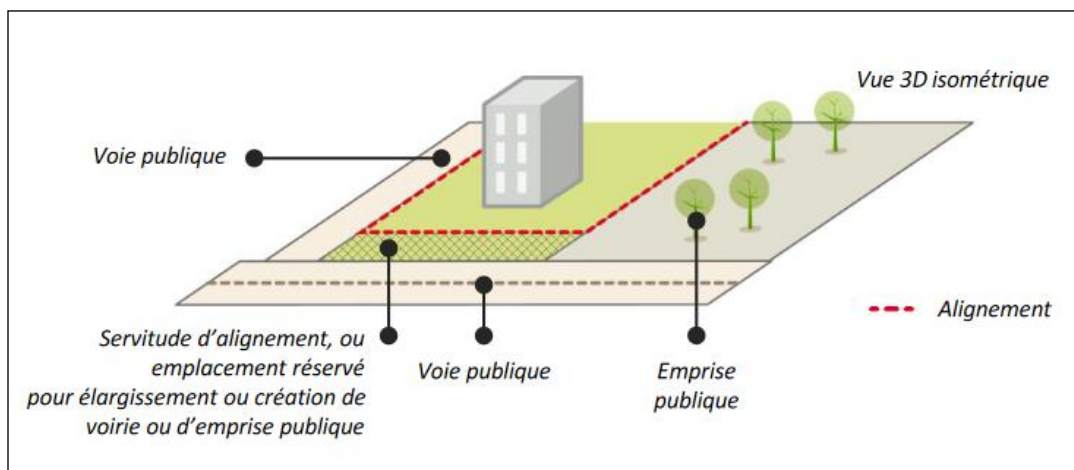 Vue 3D isométrique
Voie publique
Alignement
Servitude d’alignement, ou
emplacement réservé
pour élargissement ou création de
voirie ou d’emprise publique
Voie publique
Emprise
publique